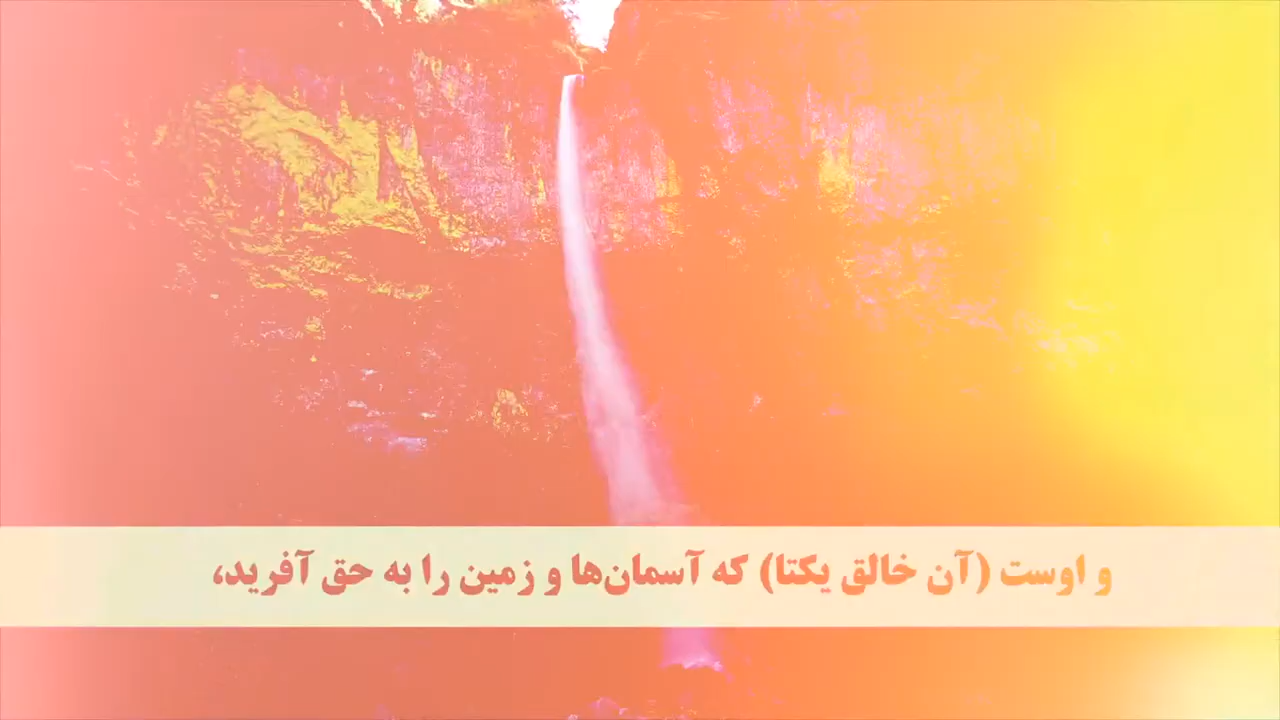 و اوست (آن خالق یکتا) که آسمان‌ها و زمین را به حق آفرید،